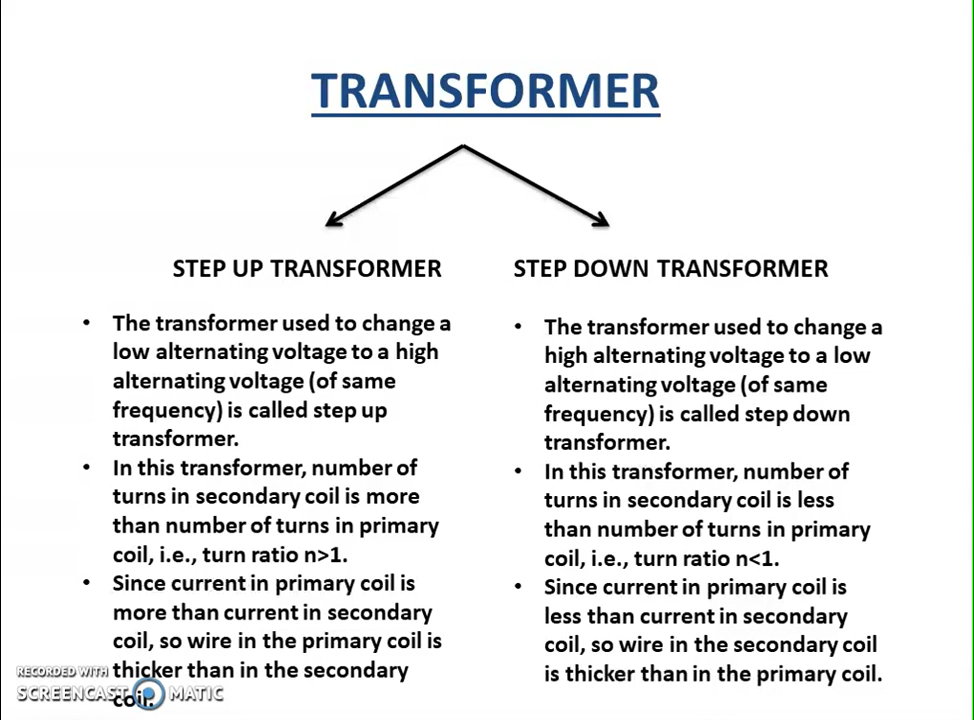 TRANSFORMER
STEP UP TRANSFORMER
• The transformer used to change a
low alternating voltage to a high
alternating voltage (of same
frequency) is called step up
transformer.
• In this transformer, number of
turns in secondary coil is more
than number of turns in primary
coil, i.e., turn ratio n>1.
• Since current in primary coil is
more than current in secondary
coil, so wire in the primary coil is
thicker than in the secondary
coil.
STEP DOWN TRANSFORMER
• The transformer used to change a
high alternating voltage to a low
alternating voltage (of same
frequency) is called step down
transformer.
• In this transformer, number of
turns in secondary coil is less
than number of turns in primary
coil, i.e., turn ratio n<1.
• Since current in primary coil is
less than current in secondary
coil, so wire in the secondary coil
is thicker than in the primary coil.
RECORDED WITH
SCREENCAST MATIC